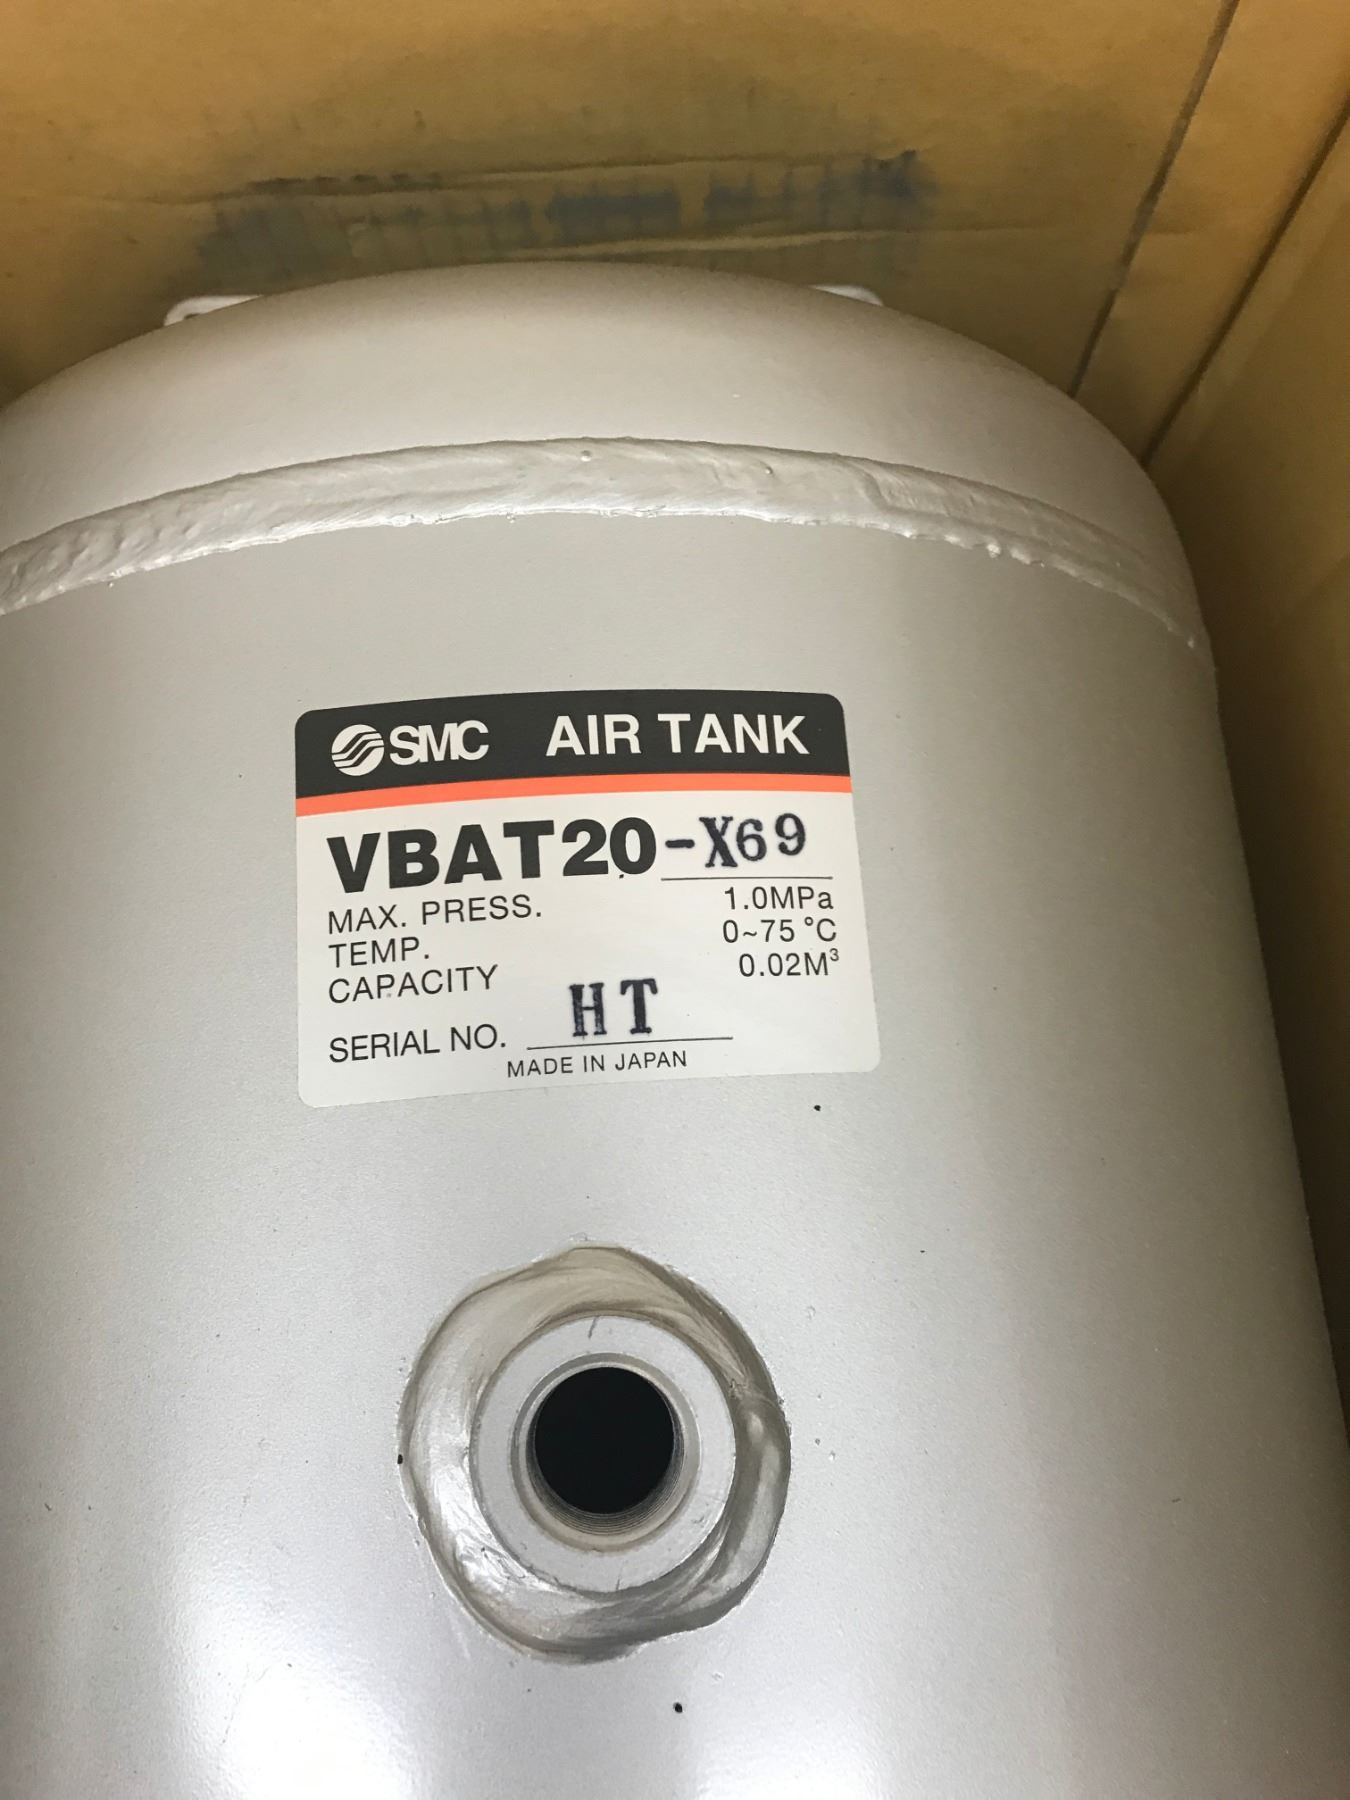 SMC AIR TANK
VBAT20-X69
MAX. PRESS. 1.0MPa
TEMP. 0~75 °C
CAPACITY 0.02M³
SERIAL NO. HT
MADE IN JAPAN